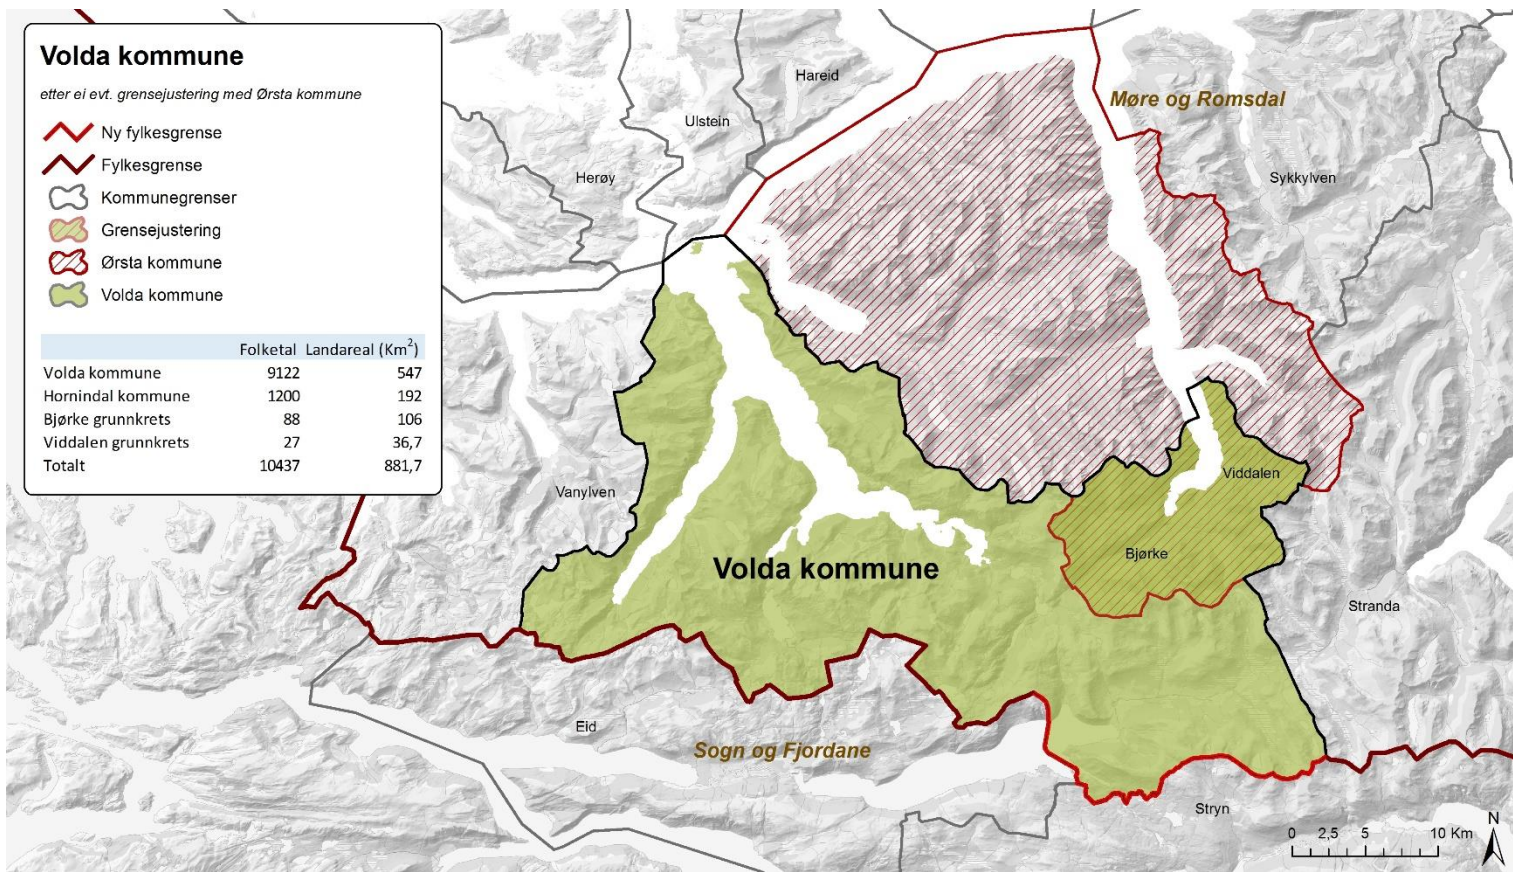 Volda kommune
etter ei evt. grensejustering med Ørsta kommune
Ny fylkesgrense
Fylkesgrense
Kommunegrenser
Grensejustering
Ørsta kommune
Volda kommune
Folketal Landareal (Km²)
Volda kommune 9122 547
Hornindal kommune 1200 192
Bjørke grunnkrets 88 106
Viddalen grunnkrets 27 36,7
Totalt 10437 881,7
Hareid
Møre og Romsdal
Ulstein
Herøy
Sykkylven
Vanylven
Viddalen
Bjørke
Volda kommune
Stranda
Eid
Sogn og Fjordane
Stryn
N
0 2,5 5 10 Km